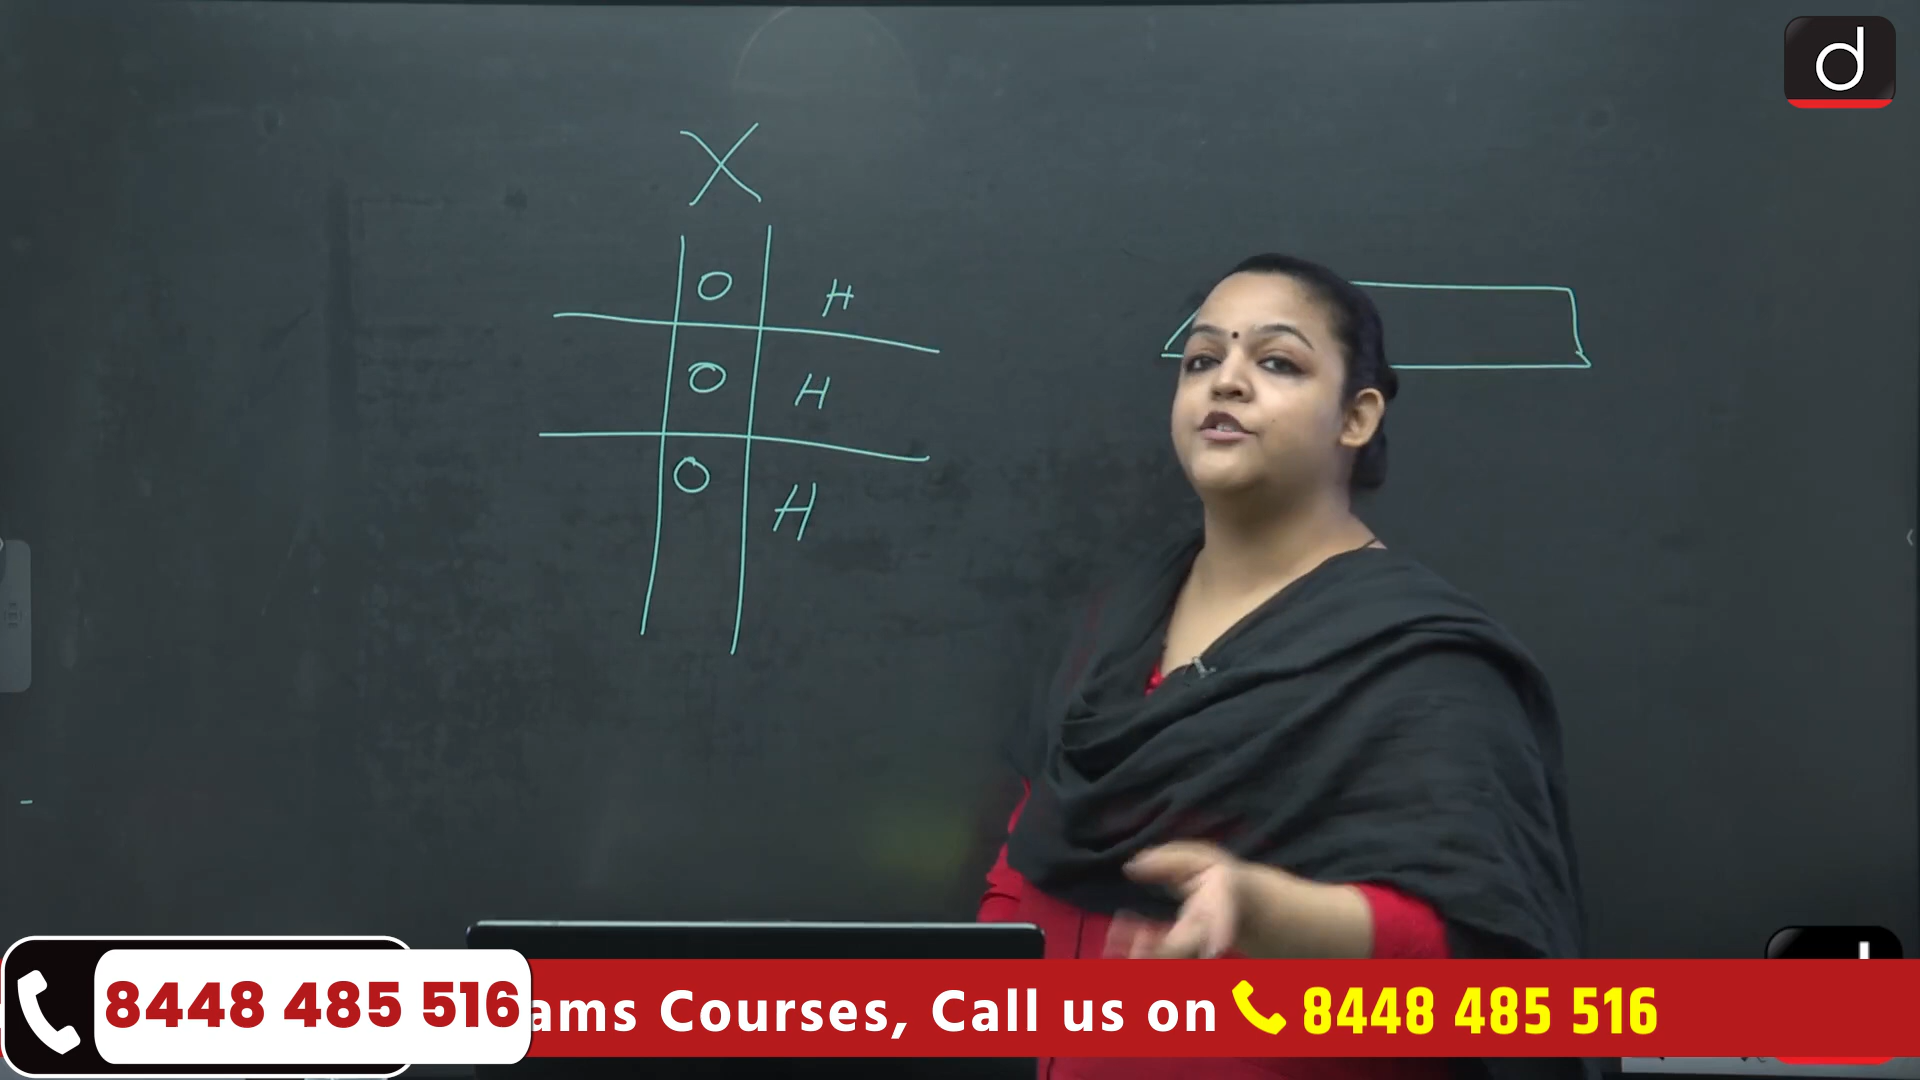 d
X
O H
O H
O H
8448 485 516
ams Courses, Call us on 8448 485 516